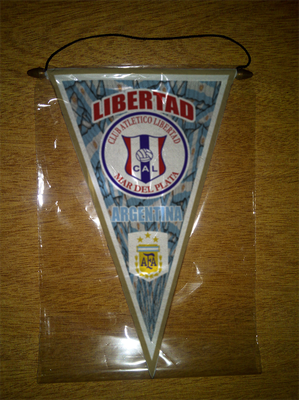 LIBERTAD
CLUB ATLETICO LIBERTAD
CAL
MAR DEL PLATA
ARGENTINA
AFA